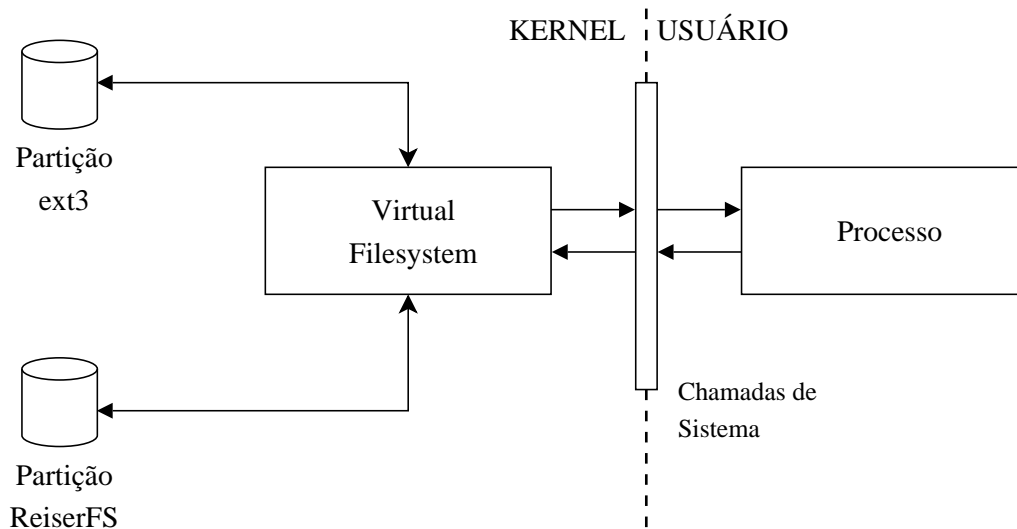 KERNEL
USUÁRIO
Partição
ext3
Virtual
Filesystem
Processo
Chamadas de
Sistema
Partição
ReiserFS